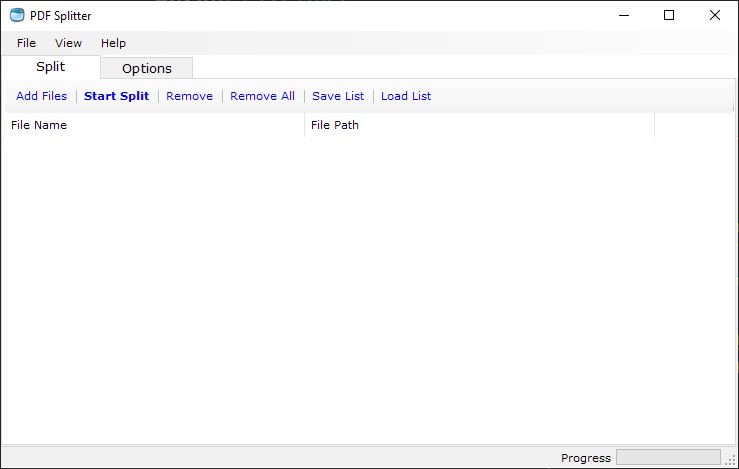 PDF Splitter
File View Help
Split Options
Add Files Start Split Remove Remove All Save List Load List
File Name File Path
Progress